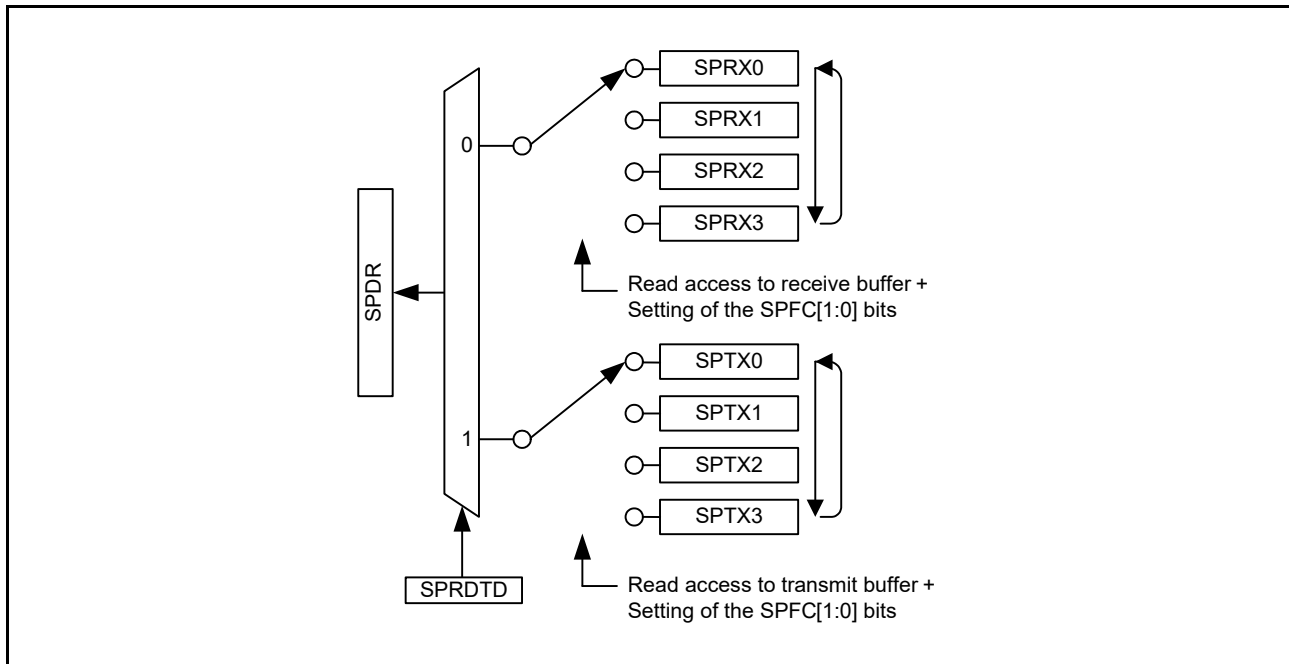 SPRX0
SPRX1
0
SPRX2
SPRX3
SPDR
Read access to receive buffer +
Setting of the SPFC[1:0] bits
SPTX0
SPTX1
1
SPTX2
SPTX3
SPRDTD
Read access to transmit buffer +
Setting of the SPFC[1:0] bits